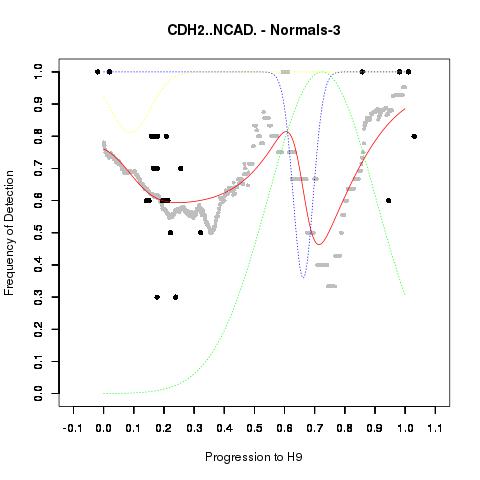 CDH2..NCAD. - Normals-3
Frequency of Detection
1.0
0.9
0.8
0.7
0.6
0.5
0.4
0.3
0.2
0.1
0.0
-0.1 0.0 0.1 0.2 0.3 0.4 0.5 0.6 0.7 0.8 0.9 1.0 1.1
Progression to H9